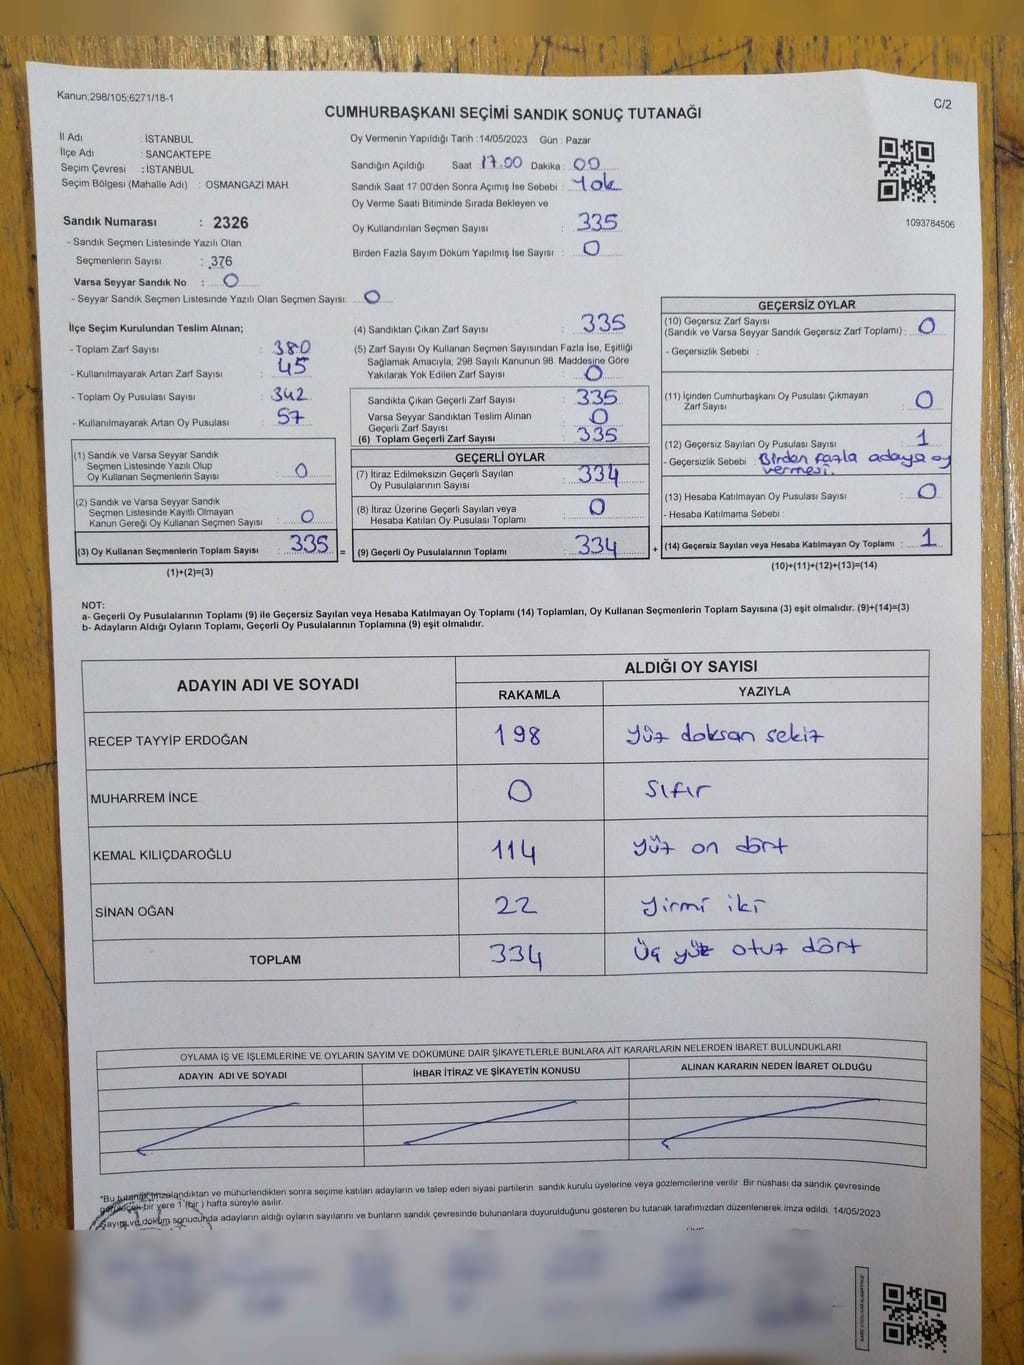 Kanun;298/105;6271/18-1
C/2
CUMHURBAŞKANI SEÇİMİ SANDIK SONUÇ TUTANAĞI
İl Adı : İSTANBUL
İlçe Adı : SANCAKTEPE
Seçim Çevresi : İSTANBUL
Seçim Bölgesi (Mahalle Adı) : OSMANGAZİ MAH.
Oy Vermenin Yapıldığı Tarih : 14/05/2023 Gün : Pazar
Sandığın Açıldığı Saat 17.00 Dakika : 00
Sandık Saat 17:00'den Sonra Açımış İse Sebebi : Yok
Oy Verme Saati Bitiminde Sırada Bekleyen ve
Oy Kullandırılan Seçmen Sayısı : 335
Birden Fazla Sayım Döküm Yapılmış İse Sayısı : 0
1093784506
Sandık Numarası : 2326
- Sandık Seçmen Listesinde Yazılı Olan
Seçmenlerin Sayısı : 376
Varsa Seyyar Sandık No : 0
- Seyyar Sandık Seçmen Listesinde Yazılı Olan Seçmen Sayısı: 0
İlçe Seçim Kurulundan Teslim Alınan;
- Toplam Zarf Sayısı : 380
- Kullanılmayarak Artan Zarf Sayısı : 45
- Toplam Oy Pusulası Sayısı : 342
- Kullanılmayarak Artan Oy Pusulası : 57
(1) Sandık ve Varsa Seyyar Sandık
Seçmen Listesinde Yazılı Olup
Oy Kullanan Seçmenlerin Sayısı : 0
(2) Sandık ve Varsa Seyyar Sandık
Seçmen Listesinde Kayıtlı Olmayan
Kanun Gereği Oy Kullanan Seçmen Sayısı : 0
(3) Oy Kullanan Seçmenlerin Toplam Sayısı : 335 =
(1)+(2)=(3)
(4) Sandıktan Çıkan Zarf Sayısı : 335
(5) Zarf Sayısı Oy Kullanan Seçmen Sayısından Fazla İse, Eşitliği
Sağlamak Amacıyla, 298 Sayılı Kanunun 98. Maddesine Göre
Yakılarak Yok Edilen Zarf Sayısı : 0
Sandıkta Çıkan Geçerli Zarf Sayısı : 335
Varsa Seyyar Sandıktan Teslim Alınan
Geçerli Zarf Sayısı : 0
(6) Toplam Geçerli Zarf Sayısı : 335
GEÇERLİ OYLAR
(7) İtiraz Edilmeksizin Geçerli Sayılan
Oy Pusulalarının Sayısı : 334
(8) İtiraz Üzerine Geçerli Sayılan veya
Hesaba Katılan Oy Pusulası Toplamı : 0
(9) Geçerli Oy Pusulalarının Toplamı : 334 +
GEÇERSİZ OYLAR
(10) Geçersiz Zarf Sayısı
(Sandık ve Varsa Seyyar Sandık Geçersiz Zarf Toplamı) : 0
- Geçersizlik Sebebi :
(11) İçinden Cumhurbaşkanı Oy Pusulası Çıkmayan
Zarf Sayısı : 0
(12) Geçersiz Sayılan Oy Pusulası Sayısı : 1
- Geçersizlik Sebebi : Birden fazla adaya oy
vermesi.
(13) Hesaba Katılmayan Oy Pusulası Sayısı : 0
- Hesaba Katılmama Sebebi :
(14) Geçersiz Sayılan veya Hesaba Katılmayan Oy Toplamı : 1
(10)+(11)+(12)+(13)=(14)
NOT:
a- Geçerli Oy Pusulalarının Toplamı (9) ile Geçersiz Sayılan veya Hesaba Katılmayan Oy Toplamı (14) Toplamları, Oy Kullanan Seçmenlerin Toplam Sayısına (3) eşit olmalıdır. (9)+(14)=(3)
b- Adayların Aldığı Oyların Toplamı, Geçerli Oy Pusulalarının Toplamına (9) eşit olmalıdır.
ADAYIN ADI VE SOYADI ALDIĞI OY SAYISI
RAKAMLA YAZIYLA
RECEP TAYYİP ERDOĞAN 198 yüz doksan sekiz
MUHARREM İNCE 0 sıfır
KEMAL KILIÇDAROĞLU 114 yüz on dört
SİNAN OĞAN 22 yirmi iki
TOPLAM 334 üç yüz otuz dört
OYLAMA İŞ VE İŞLEMLERİNE VE OYLARIN SAYIM VE DÖKÜMÜNE DAİR ŞİKAYETLERLE BUNLARA AİT KARARLARIN NELERDEN İBARET BULUNDUKLARI
ADAYIN ADI VE SOYADI İHBAR İTİRAZ VE ŞİKAYETİN KONUSU ALINAN KARARIN NEDEN İBARET OLDUĞU
*Bu tutanak imzalandıktan ve mühürlendikten sonra seçime katılan adayların ve talep eden siyasi partilerin sandık kurulu üyelerine veya gözlemcilerine verilir. Bir nüshası da sandık çevresinde
görülecek bir yere 1 (bir) hafta süreyle asılır.
Sayım ve döküm sonucunda adayların aldığı oyların sayılarını ve bunların sandık çevresinde bulunanlara duyurulduğunu gösteren bu tutanak tarafımızdan düzenlenerek imza edildi. 14/05/2023